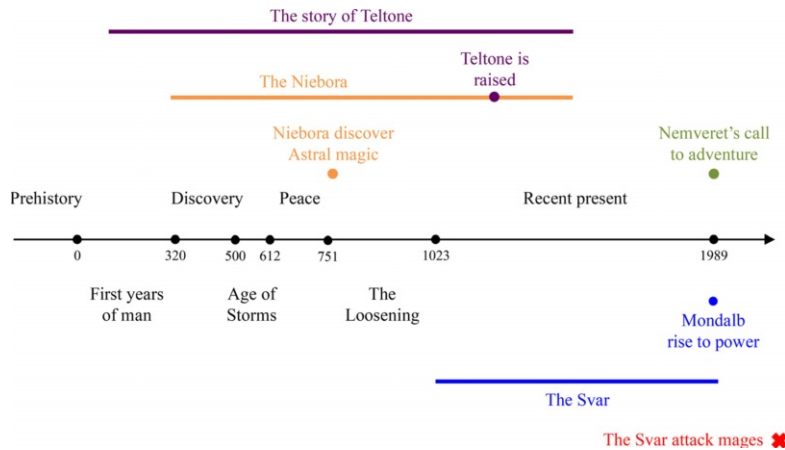 The story of Teltone
Teltone is
raised
The Niebora
Niebora discover
Astral magic
Nemveret's call
to adventure
Prehistory
Discovery
Peace
Recent present
0
320
500
612
751
1023
1989
First years
of man
Age of
Storms
The
Loosening
Mondalb
rise to power
The Svar
The Svar attack mages